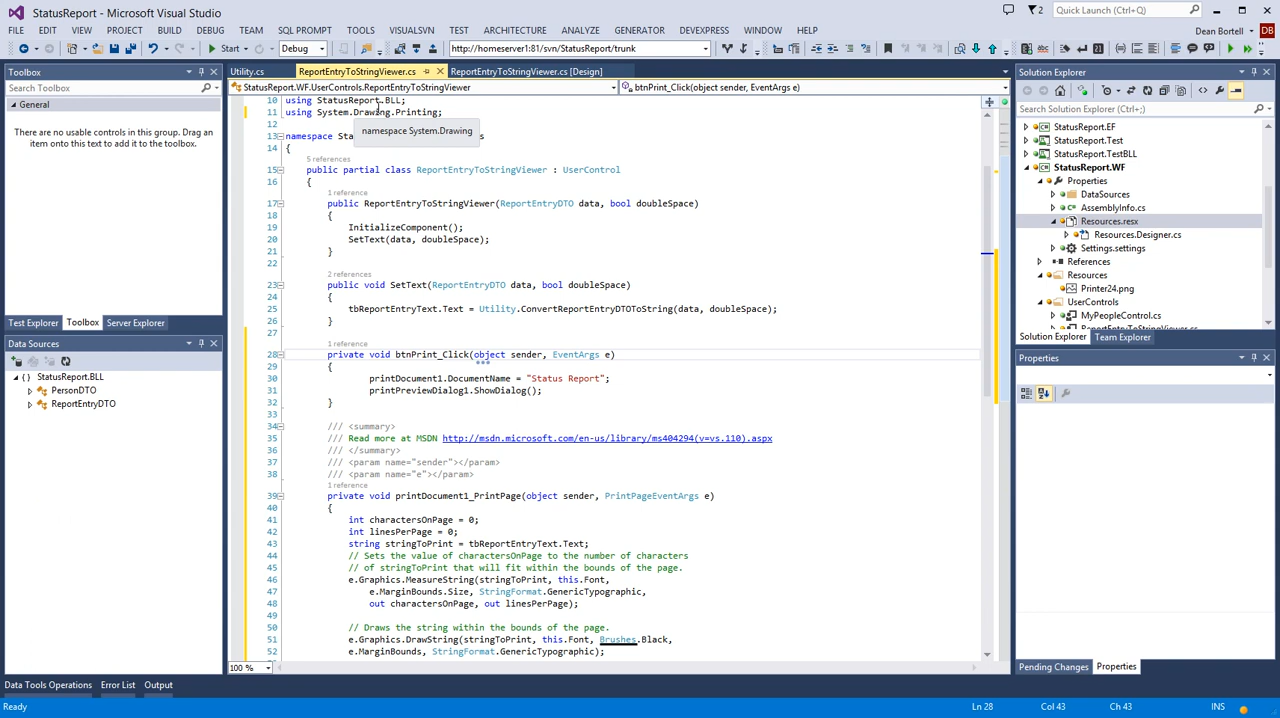 StatusReport - Microsoft Visual Studio
2
Quick Launch (Ctrl+Q)
FILE EDIT VIEW PROJECT BUILD DEBUG TEAM SQL PROMPT TOOLS VISUALSVN TEST ARCHITECTURE ANALYZE GENERATOR DEVEXPRESS WINDOW HELP
Dean Bortell DB
Start Debug http://homeserver1:81/svn/StatusReport/trunk
Toolbox
Search Toolbox
General
There are no usable controls in this group. Drag an
item onto this text to add it to the toolbox.
Test Explorer Toolbox Server Explorer
Data Sources
StatusReport.BLL
PersonDTO
ReportEntryDTO
Utility.cs ReportEntryToStringViewer.cs ReportEntryToStringViewer.cs [Design]
StatusReport.WF.UserControls.ReportEntryToStringViewer btnPrint_Click(object sender, EventArgs e)
10 using StatusReport.BLL;
11 using System.Drawing.Printing;
12
namespace System.Drawing
13 namespace Sta s
14 {
5 references
15 public partial class ReportEntryToStringViewer : UserControl
16 {
1 reference
17 public ReportEntryToStringViewer(ReportEntryDTO data, bool doubleSpace)
18 {
19 InitializeComponent();
20 SetText(data, doubleSpace);
21 }
22
2 references
23 public void SetText(ReportEntryDTO data, bool doubleSpace)
24 {
25 tbReportEntryText.Text = Utility.ConvertReportEntryDTOToString(data, doubleSpace);
26 }
27
1 reference
28 private void btnPrint_Click(object sender, EventArgs e)
29 {
30 printDocument1.DocumentName = "Status Report";
31 printPreviewDialog1.ShowDialog();
32 }
33
34 /// <summary>
35 /// Read more at MSDN http://msdn.microsoft.com/en-us/library/ms404294(v=vs.110).aspx
36 /// </summary>
37 /// <param name="sender"></param>
38 /// <param name="e"></param>
1 reference
39 private void printDocument1_PrintPage(object sender, PrintPageEventArgs e)
40 {
41 int charactersOnPage = 0;
42 int linesPerPage = 0;
43 string stringToPrint = tbReportEntryText.Text;
44 // Sets the value of charactersOnPage to the number of characters
45 // of stringToPrint that will fit within the bounds of the page.
46 e.Graphics.MeasureString(stringToPrint, this.Font,
47 e.MarginBounds.Size, StringFormat.GenericTypographic,
48 out charactersOnPage, out linesPerPage);
49
50 // Draws the string within the bounds of the page.
51 e.Graphics.DrawString(stringToPrint, this.Font, Brushes.Black,
52 e.MarginBounds, StringFormat.GenericTypographic);
100 %
Solution Explorer
Search Solution Explorer (Ctrl+;)
StatusReport.EF
StatusReport.Test
StatusReport.TestBLL
StatusReport.WF
Properties
DataSources
AssemblyInfo.cs
Resources.resx
Resources.Designer.cs
Settings.settings
References
Resources
Printer24.png
UserControls
MyPeopleControl.cs
ReportEntryToStringViewer.cs
Solution Explorer Team Explorer
Properties
Pending Changes Properties
Data Tools Operations Error List Output
Ready Ln 28 Col 43 Ch 43 INS